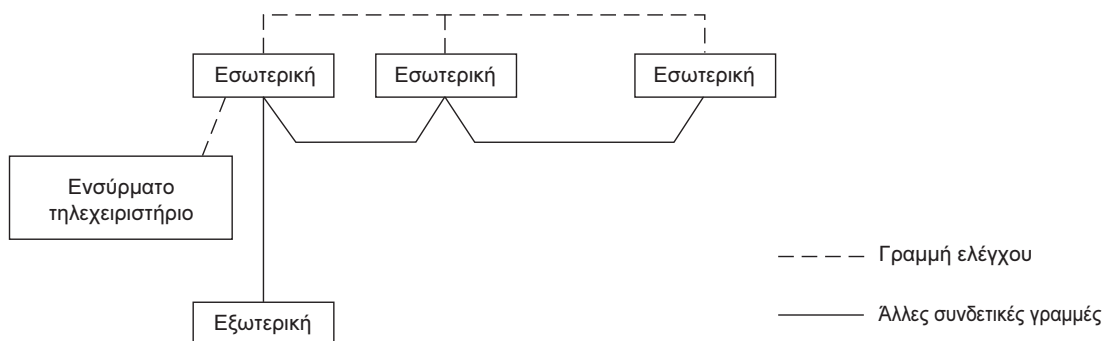 Εσωτερική
Εσωτερική
Εσωτερική
Ενσύρματο
τηλεχειριστήριο
Γραμμή ελέγχου
Εξωτερική
Άλλες συνδετικές γραμμές